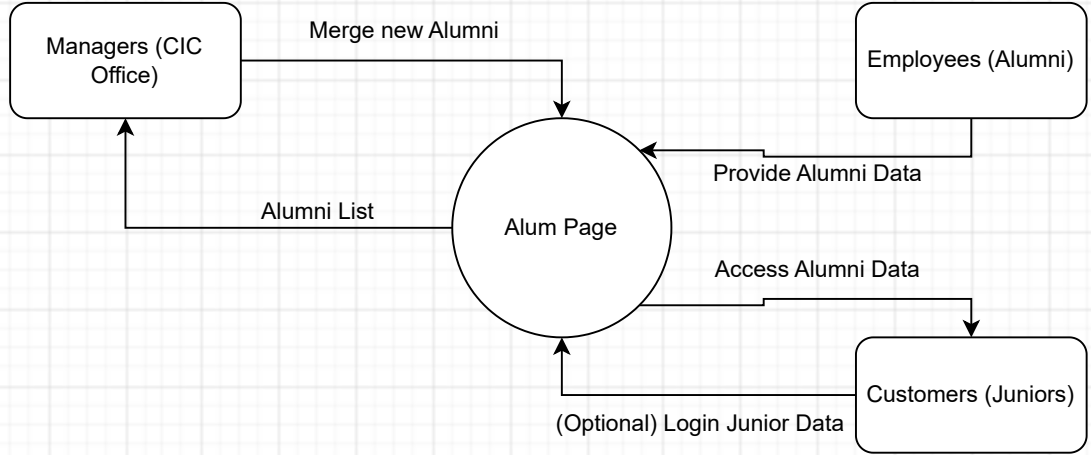 Managers (CIC
Office)
Merge new Alumni
Employees (Alumni)
Provide Alumni Data
Alumni List
Alum Page
Access Alumni Data
Customers (Juniors)
(Optional) Login Junior Data